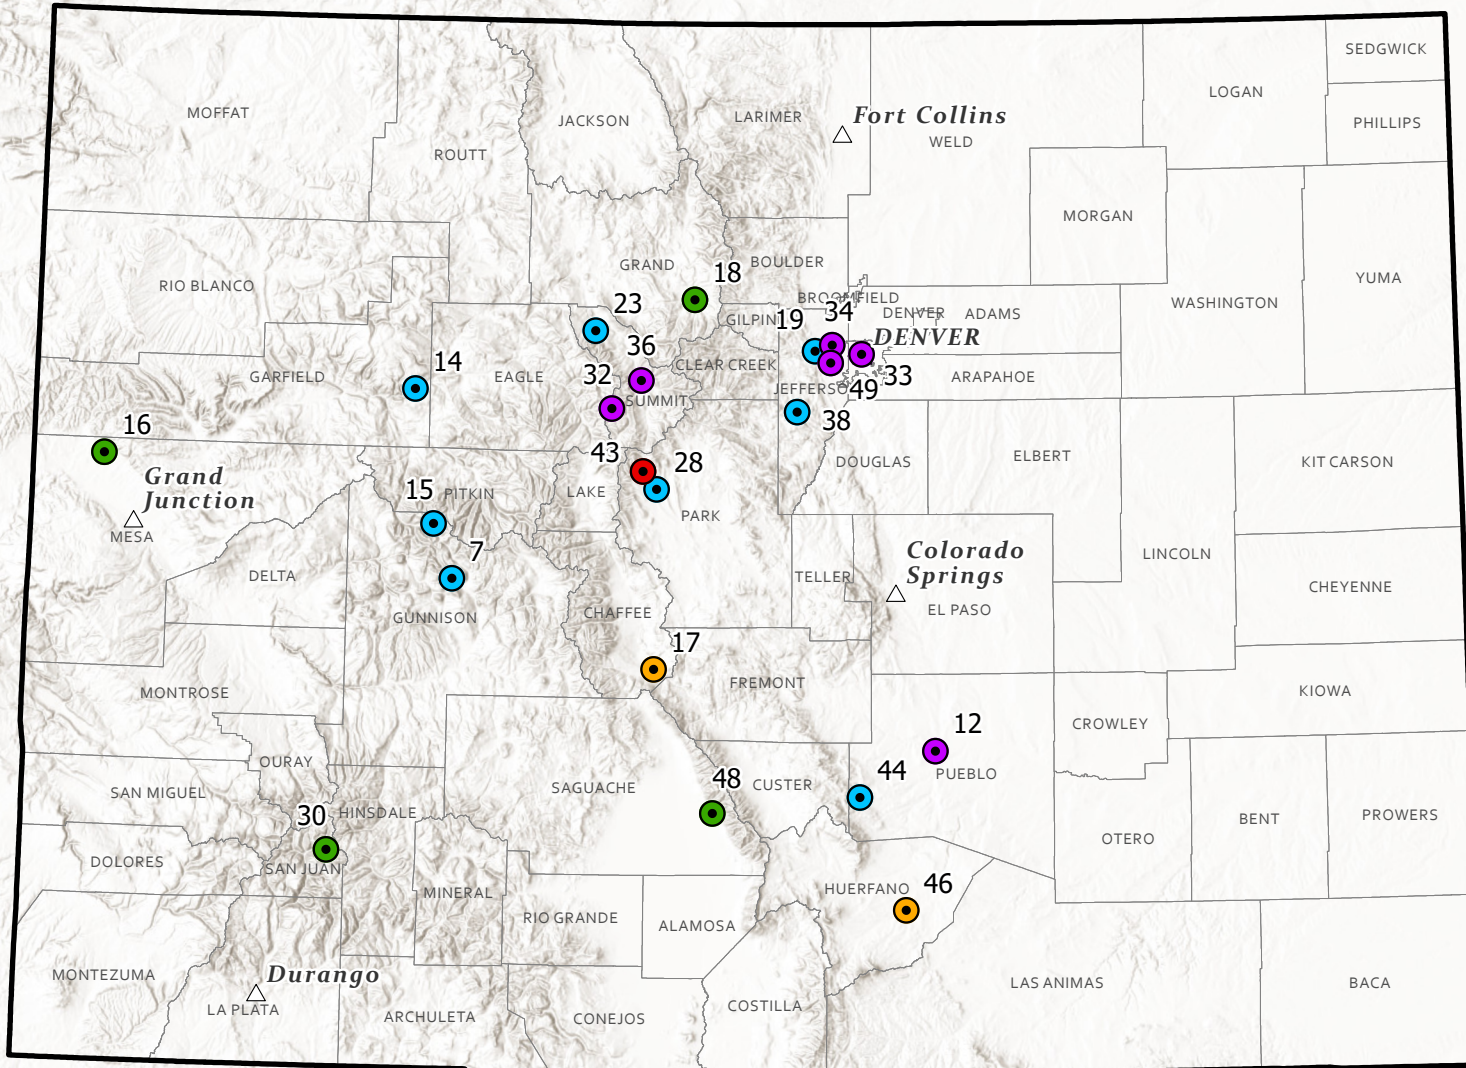 SEDGWICK
LOGAN
MOFFAT
JACKSON
LARIMER
Fort Collins
PHILLIPS
WELD
ROUTT
MORGAN
GRAND
BOULDER
18
YUMA
RIO BLANCO
BROOMFIELD
WASHINGTON
23
GILPIN
19
34
DENVER
ADAMS
DENVER
36
14
CLEAR CREEK
GARFIELD
EAGLE
32
33
ARAPAHOE
JEFFERSON
49
SUMMIT
16
38
43
28
DOUGLAS
ELBERT
KIT CARSON
Grand
Junction
15
PITKIN
LAKE
PARK
MESA
Colorado
Springs
7
LINCOLN
DELTA
TELLER
CHEYENNE
GUNNISON
CHAFFEE
EL PASO
17
MONTROSE
FREMONT
KIOWA
12
CROWLEY
OURAY
44
PUEBLO
SAN MIGUEL
SAGUACHE
48
CUSTER
30
HINSDALE
BENT
PROWERS
OTERO
DOLORES
SAN JUAN
MINERAL
HUERFANO
46
RIO GRANDE
ALAMOSA
MONTEZUMA
Durango
LAS ANIMAS
BACA
LA PLATA
ARCHULETA
CONEJOS
COSTILLA